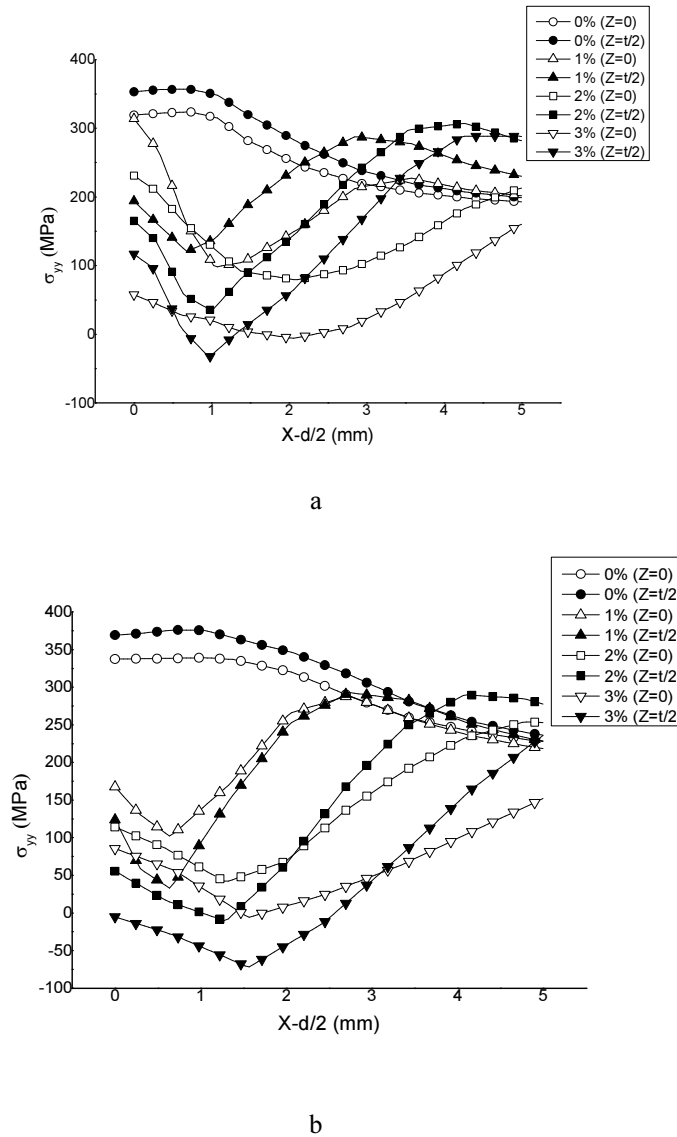 0% (Z=0)
0% (Z=t/2)
1% (Z=0)
1% (Z=t/2)
2% (Z=0)
2% (Z=t/2)
3% (Z=0)
3% (Z=t/2)
400
300
200
100
0
-100
σyy (MPa)
0 1 2 3 4 5
X-d/2 (mm)
a
0% (Z=0)
0% (Z=t/2
1% (Z=0)
1% (Z=t/2
2% (Z=0)
2% (Z=t/2
3% (Z=0)
3% (Z=t/2
400
350
300
250
200
150
100
50
0
-50
-100
σyy (MPa)
0 1 2 3 4 5
X-d/2 (mm)
b